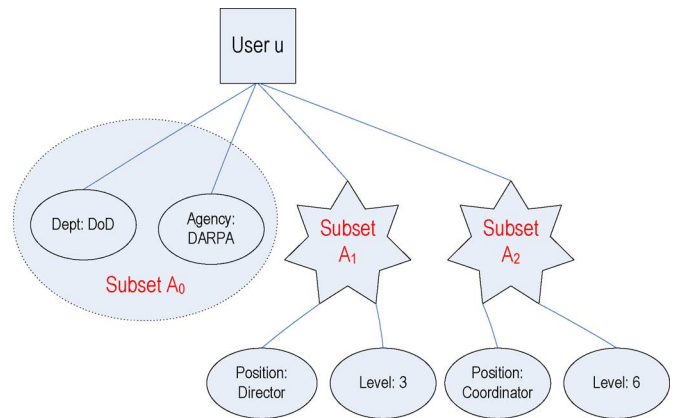 User u
Dept: DoD
Agency:
DARPA
Subset A₀
Subset
A₁
Subset
A₂
Position:
Director
Level: 3
Position:
Coordinator
Level: 6